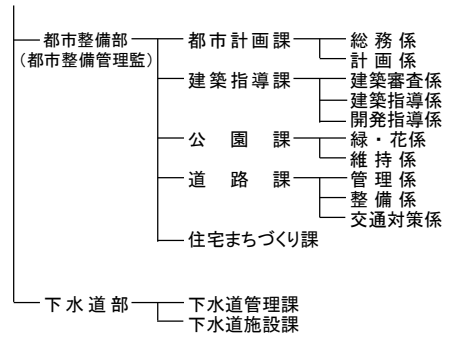 都市整備部 都市計画課 総務係
(都市整備管理監) 計画係
建築指導課 建築審査係
建築指導係
開発指導係
公園課 緑・花係
維持係
道路課 管理係
整備係
交通対策係
住宅まちづくり課
下水道部 下水道管理課
下水道施設課